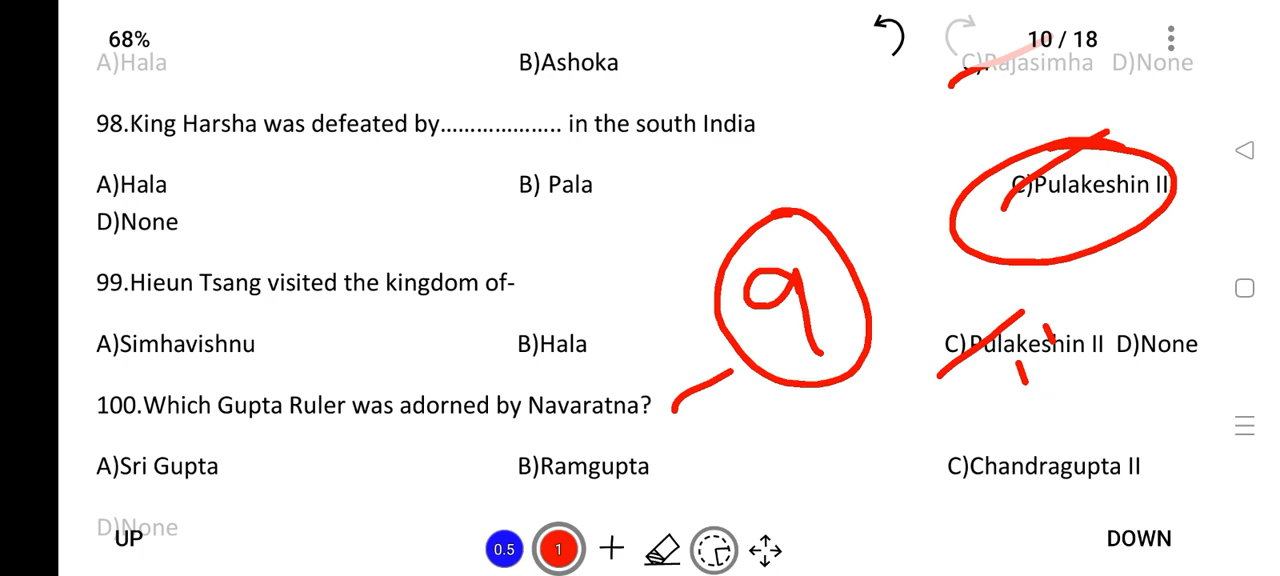 68%
10 / 18
A)Hala B)Ashoka C)Rajasimha D)None
98.King Harsha was defeated by.................... in the south India
A)Hala B) Pala C)Pulakeshin II
D)None
99.Hieun Tsang visited the kingdom of-
9
A)Simhavishnu B)Hala C)Pulakeshin II D)None
100.Which Gupta Ruler was adorned by Navaratna?
A)Sri Gupta B)Ramgupta C)Chandragupta II
D)None
UP DOWN
0.5 1